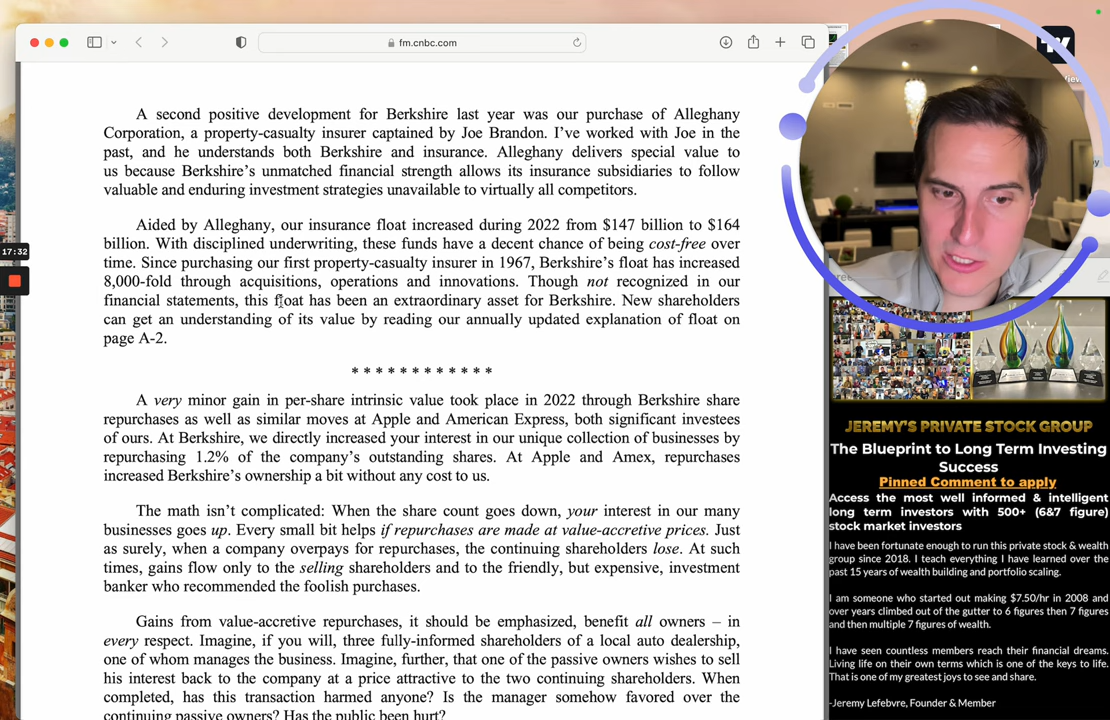 fm.cnbc.com
A second positive development for Berkshire last year was our purchase of Alleghany
Corporation, a property-casualty insurer captained by Joe Brandon. I’ve worked with Joe in the
past, and he understands both Berkshire and insurance. Alleghany delivers special value to
us because Berkshire’s unmatched financial strength allows its insurance subsidiaries to follow
valuable and enduring investment strategies unavailable to virtually all competitors.
Aided by Alleghany, our insurance float increased during 2022 from $147 billion to $164
billion. With disciplined underwriting, these funds have a decent chance of being cost-free over
time. Since purchasing our first property-casualty insurer in 1967, Berkshire’s float has increased
8,000-fold through acquisitions, operations and innovations. Though not recognized in our
financial statements, this float has been an extraordinary asset for Berkshire. New shareholders
can get an understanding of its value by reading our annually updated explanation of float on
page A-2.
* * * * * * * * * * * *
A very minor gain in per-share intrinsic value took place in 2022 through Berkshire share
repurchases as well as similar moves at Apple and American Express, both significant investees
of ours. At Berkshire, we directly increased your interest in our unique collection of businesses by
repurchasing 1.2% of the company’s outstanding shares. At Apple and Amex, repurchases
increased Berkshire’s ownership a bit without any cost to us.
The math isn’t complicated: When the share count goes down, your interest in our many
businesses goes up. Every small bit helps if repurchases are made at value-accretive prices. Just
as surely, when a company overpays for repurchases, the continuing shareholders lose. At such
times, gains flow only to the selling shareholders and to the friendly, but expensive, investment
banker who recommended the foolish purchases.
Gains from value-accretive repurchases, it should be emphasized, benefit all owners – in
every respect. Imagine, if you will, three fully-informed shareholders of a local auto dealership,
one of whom manages the business. Imagine, further, that one of the passive owners wishes to sell
his interest back to the company at a price attractive to the two continuing shareholders. When
completed, has this transaction harmed anyone? Is the manager somehow favored over the
continuing passive owners? Has the public been hurt?
17:32
JEREMY'S PRIVATE STOCK GROUP
The Blueprint to Long Term Investing
Success
Pinned Comment to apply
Access the most well informed & intelligent
long term investors with 500+ (6&7 figure)
stock market investors
I have been fortunate enough to run this private stock & wealth
group since 2018. I teach everything I have learned over the
past 15 years of wealth building and portfolio scaling.
I am someone who started out making $7.50/hr in 2008 and
over years climbed out of the gutter to 6 figures then 7 figures
and then multiple 7 figures of wealth.
I have seen countless members reach their financial dreams.
Living life on their own terms which is one of the keys to life.
That is one of my greatest joys to see and share.
-Jeremy Lefebvre, Founder & Member